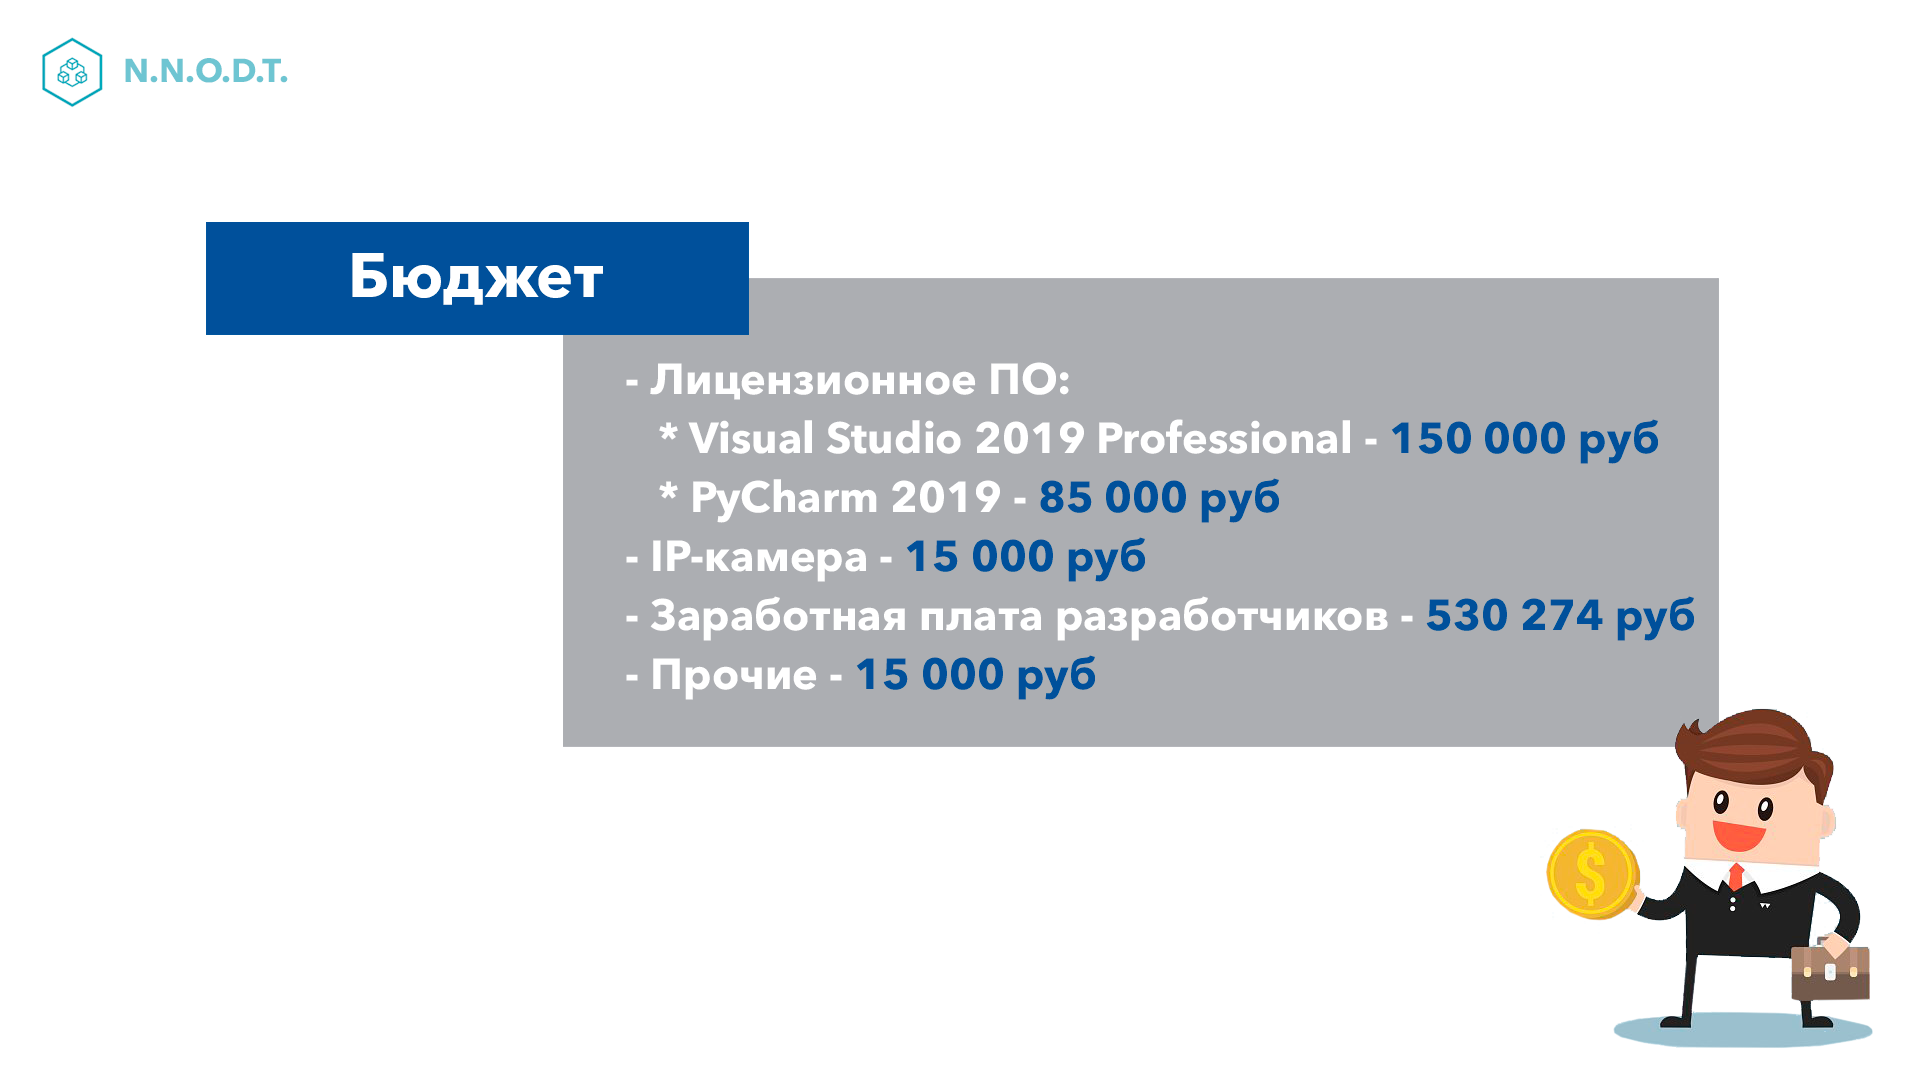 N.N.O.D.T.
Бюджет
- Лицензионное ПО:
* Visual Studio 2019 Professional - 150 000 руб
* PyCharm 2019 - 85 000 руб
- IP-камера - 15 000 руб
- Заработная плата разработчиков - 530 274 руб
- Прочие - 15 000 руб
$